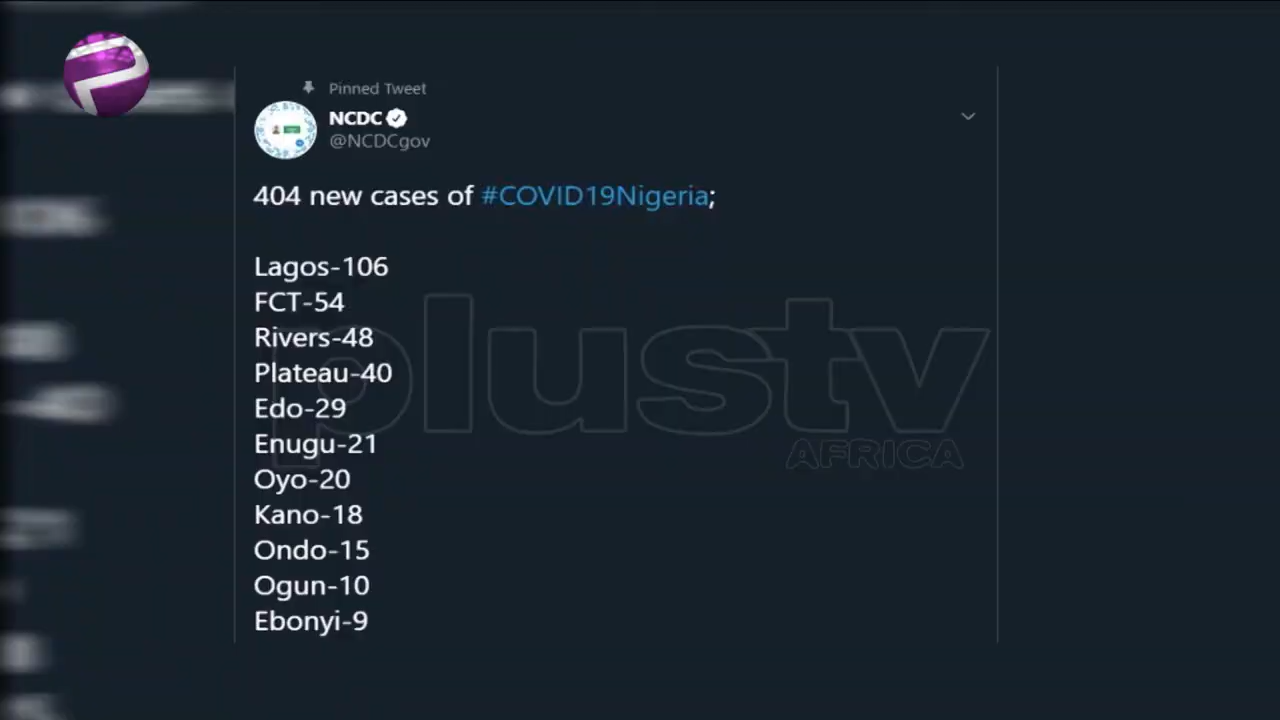 Pinned Tweet
NCDC
@NCDCgov
404 new cases of #COVID19Nigeria;
Lagos-106
FCT-54
Rivers-48
Plateau-40
Edo-29
Enugu-21
Oyo-20
Kano-18
Ondo-15
Ogun-10
Ebonyi-9
plustv
AFRICA